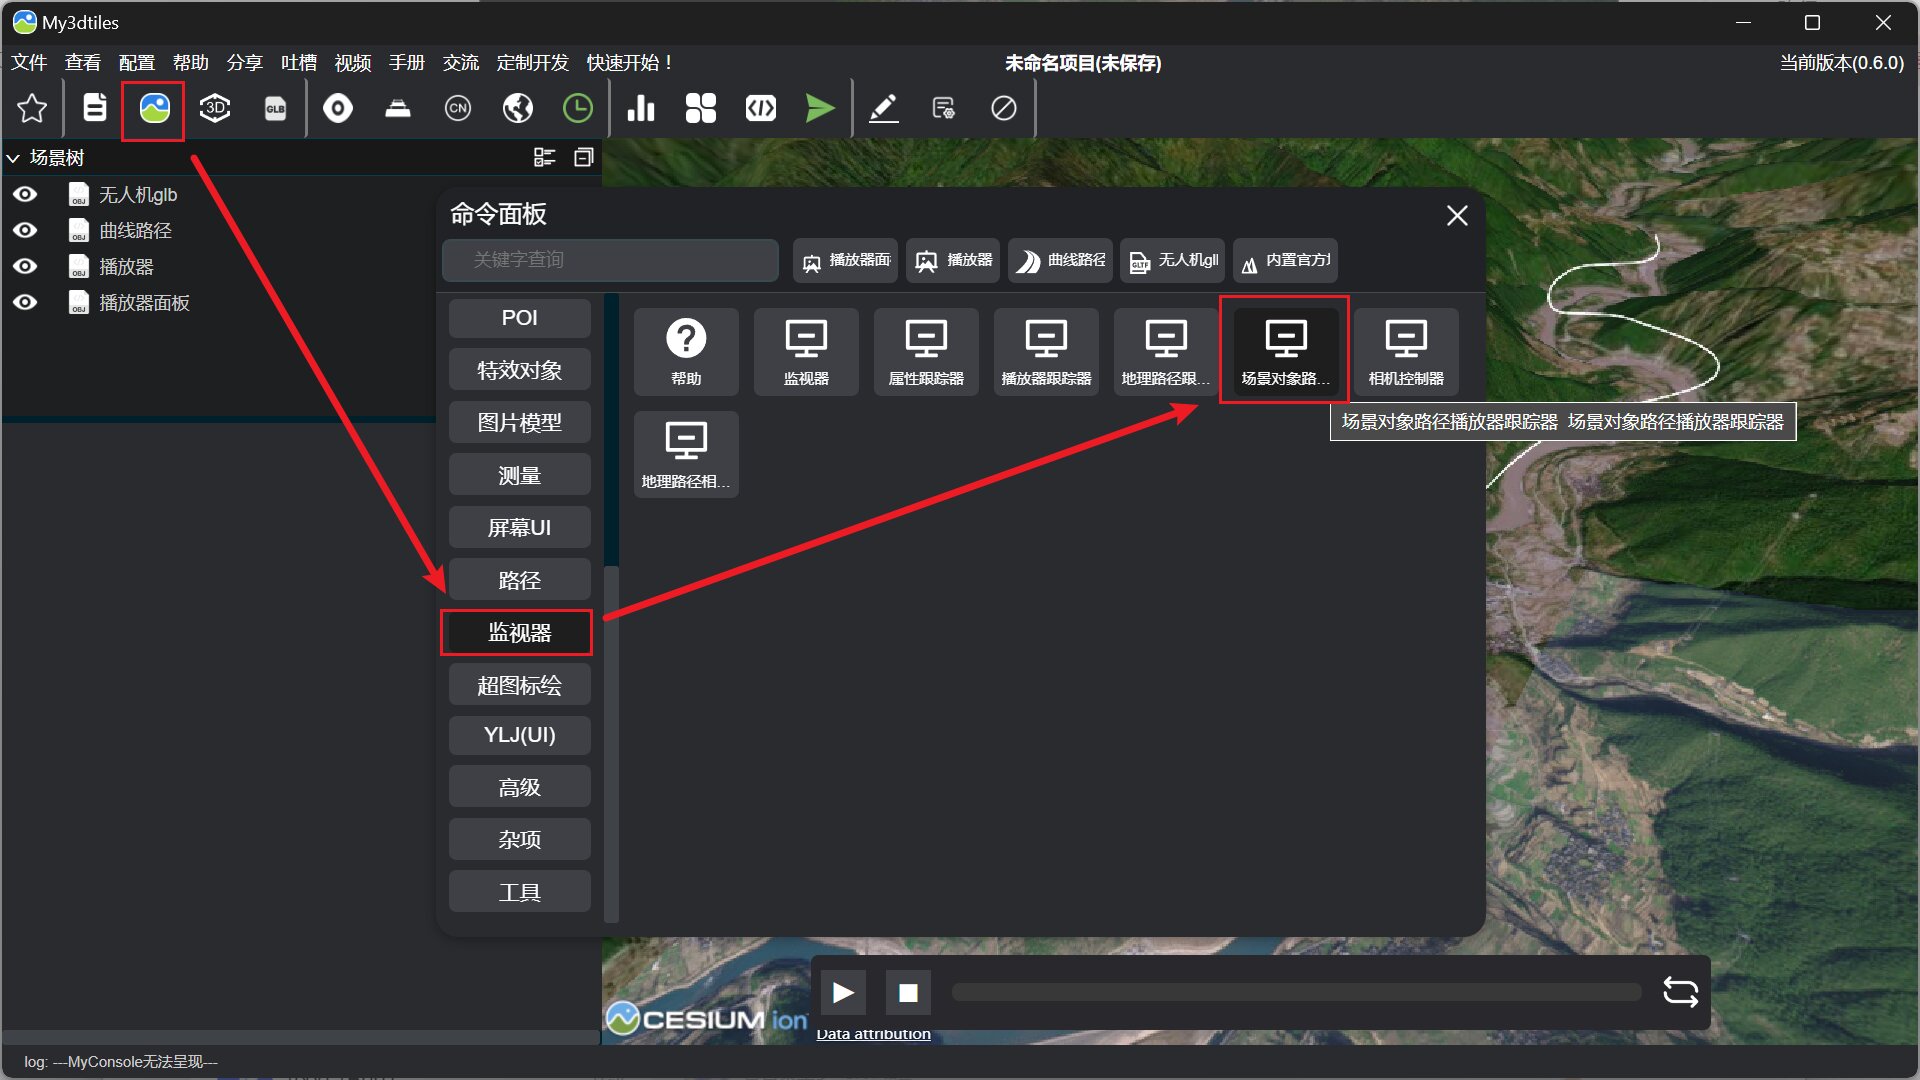 My3dtiles
文件 查看 配置 帮助 分享 吐槽 视频 手册 交流 定制开发 快速开始！
未命名项目(未保存)
当前版本(0.6.0)
3D
GLB
CN
场景树
OBJ 无人机glb
OBJ 曲线路径
OBJ 播放器
OBJ 播放器面板
命令面板
关键字查询
播放器面
播放器
曲线路径
GLTF 无人机gl
内置官方
POI
特效对象
图片模型
测量
屏幕UI
路径
监视器
超图标绘
YLJ(UI)
高级
杂项
工具
帮助
监视器
属性跟踪器
播放器跟踪器
地理路径跟...
场景对象路...
相机控制器
地理路径相...
场景对象路径播放器跟踪器 场景对象路径播放器跟踪器
CESIUM ion
Data attribution
log: ---MyConsole无法呈现---